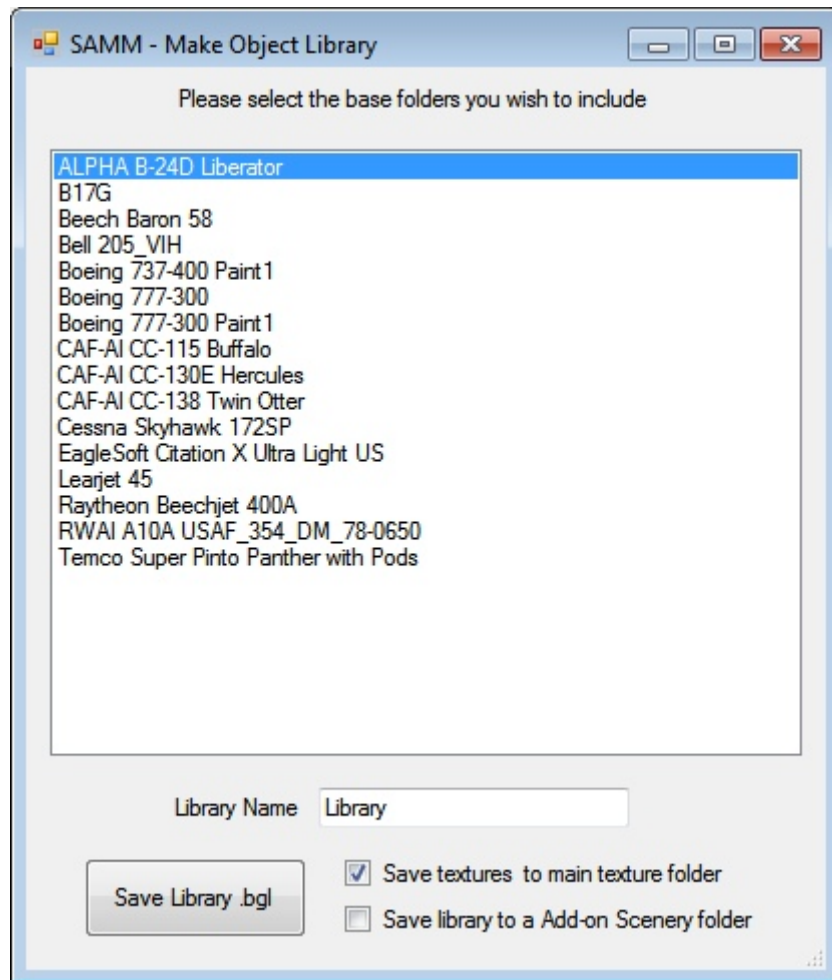 SAMM - Make Object Library
Please select the base folders you wish to include
ALPHA B-24D Liberator
B17G
Beech Baron 58
Bell 205_VIH
Boeing 737-400 Paint1
Boeing 777-300
Boeing 777-300 Paint1
CAF-AI CC-115 Buffalo
CAF-AI CC-130E Hercules
CAF-AI CC-138 Twin Otter
Cessna Skyhawk 172SP
EagleSoft Citation X Ultra Light US
Learjet 45
Raytheon Beechjet 400A
RWAI A10A USAF_354_DM_78-0650
Temco Super Pinto Panther with Pods
Library Name Library
Save textures to main texture folder
Save Library .bgl
Save library to a Add-on Scenery folder